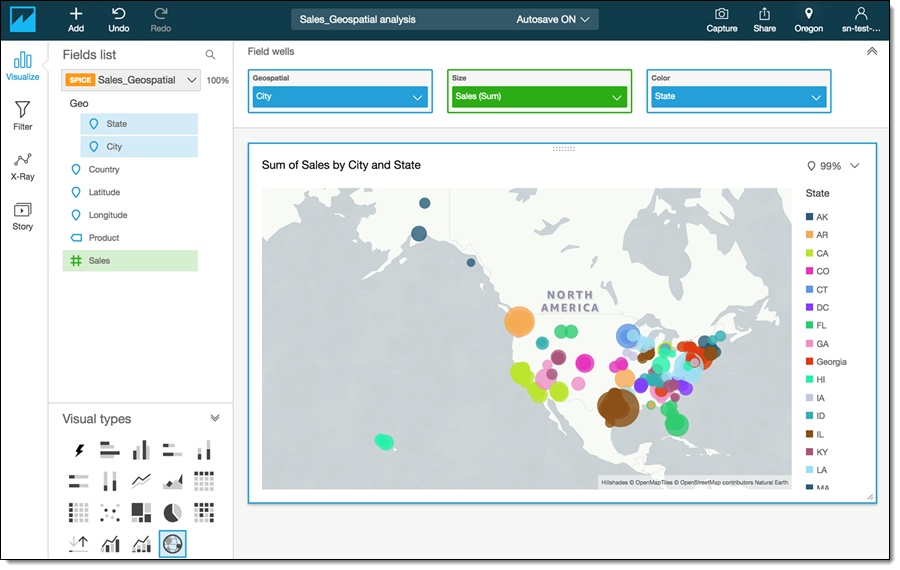 Add
Undo
Redo
Sales_Geospatial analysis
Autosave ON
Capture
Share
Oregon
sn-test-...
Visualize
Filter
X-Ray
Story
Fields list
SPICE Sales_Geospatial 100%
Geo
State
City
Country
Latitude
Longitude
Product
Sales
Visual types
Field wells
Geospatial
City
Size
Sales (Sum)
Color
State
Sum of Sales by City and State
99%
NORTH
AMERICA
Hillshades © OpenMapTiles © OpenStreetMap contributors Natural Earth
State
AK
AR
CA
CO
CT
DC
FL
GA
Georgia
HI
IA
ID
IL
KY
LA
MA